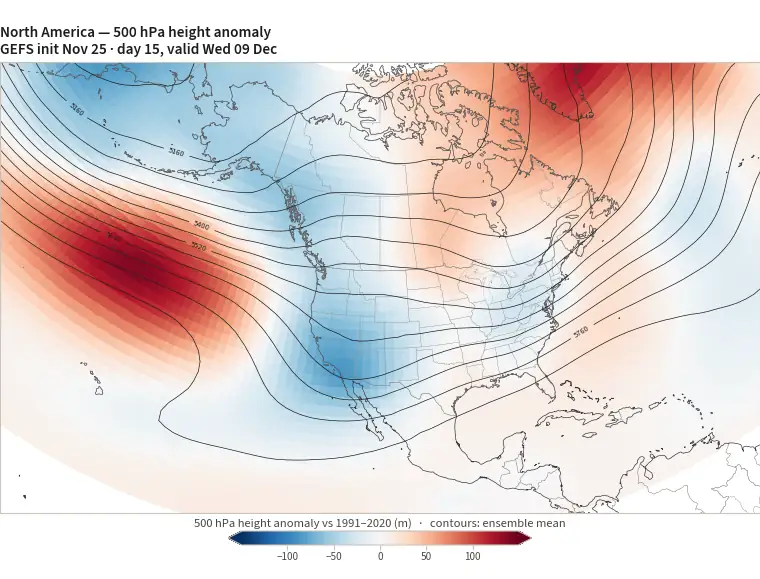 North America — 500 hPa height anomaly
GEFS init Nov 25 · day 15, valid Wed 09 Dec
5160
5160
5400
5520
5760
500 hPa height anomaly vs 1991–2020 (m) · contours: ensemble mean
−100 −50 0 50 100